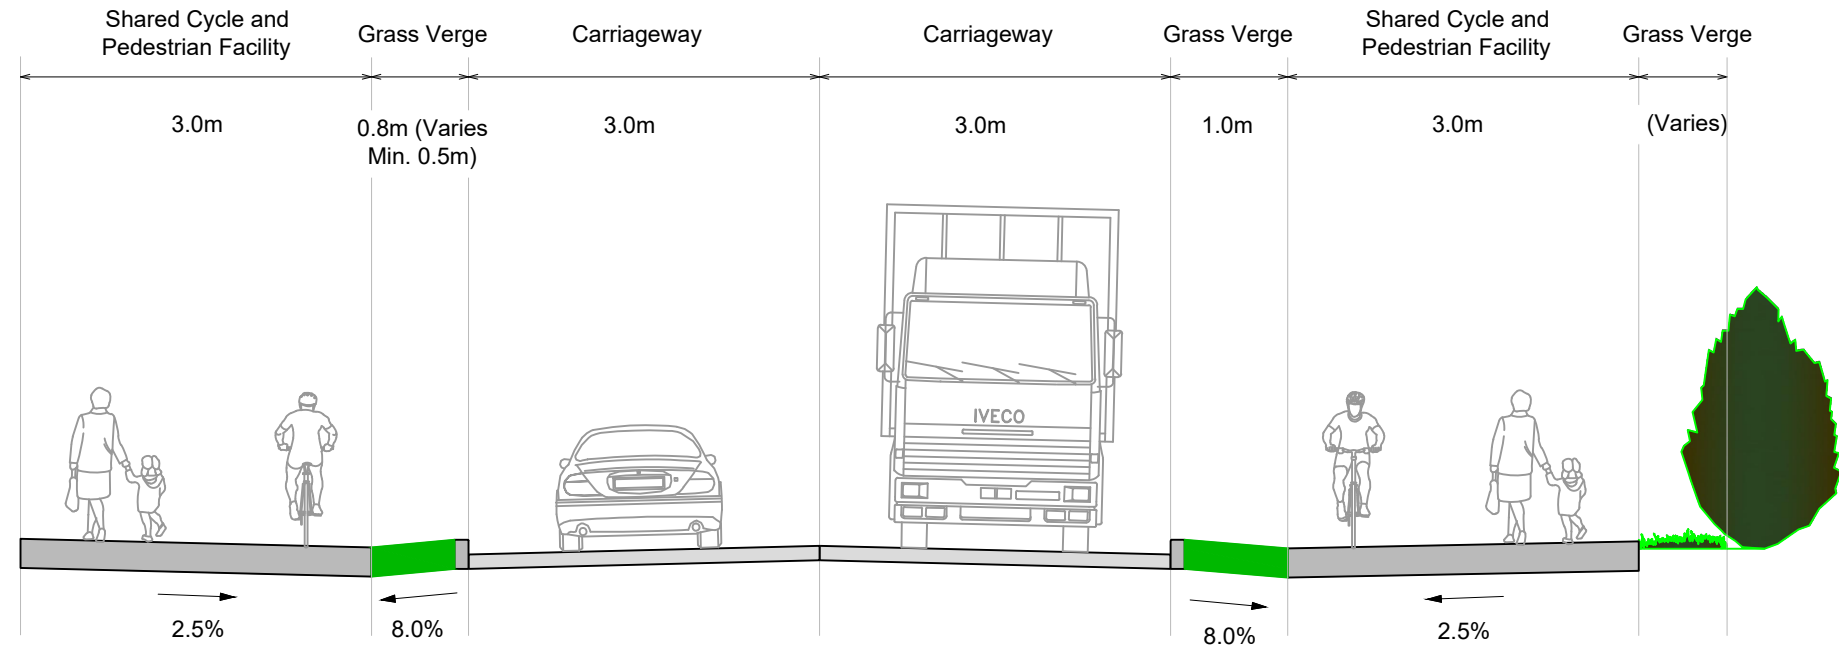 Shared Cycle and
Pedestrian Facility
Grass Verge
Carriageway
Carriageway
Grass Verge
Shared Cycle and
Pedestrian Facility
Grass Verge
3.0m
0.8m (Varies
Min. 0.5m)
3.0m
3.0m
1.0m
3.0m
(Varies)
IVECO
2.5%
8.0%
8.0%
2.5%